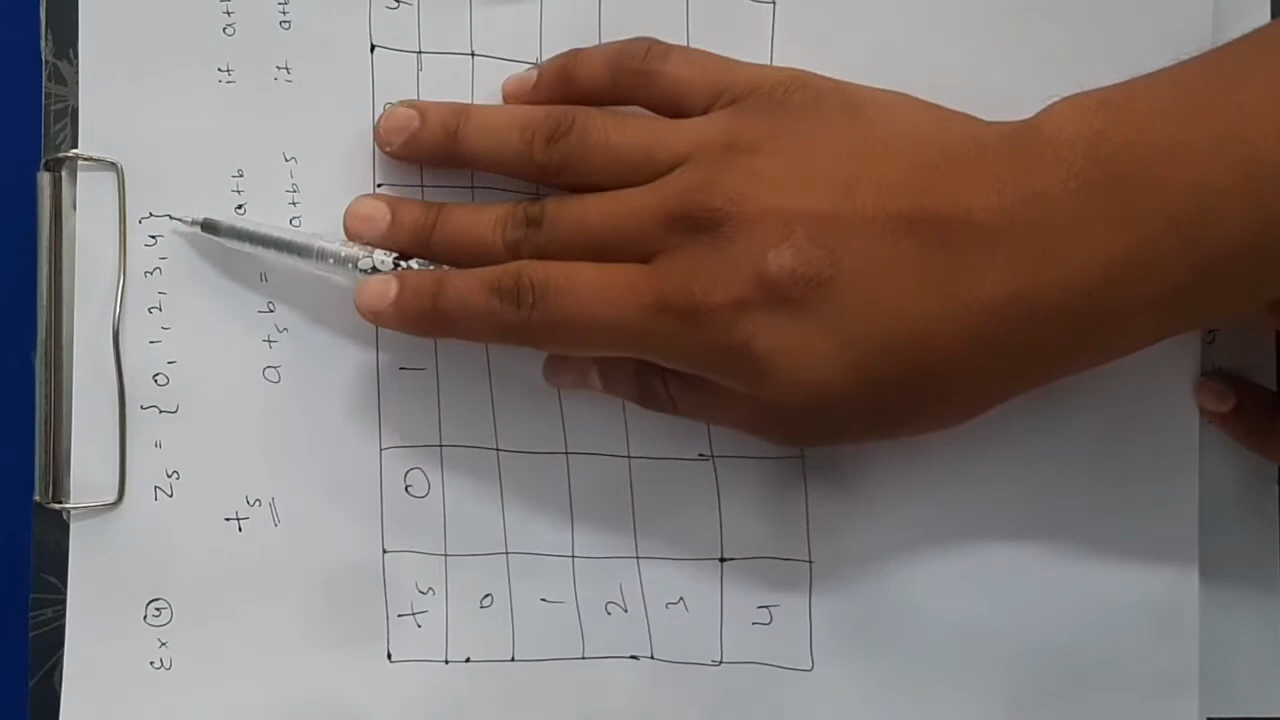 Ex (4) Z5 = { 0, 1, 2, 3, 4 }
+5 a+b if a+
a +5 b = a+b-5 if a+
+5 0 1 4
0
1
2
3
4